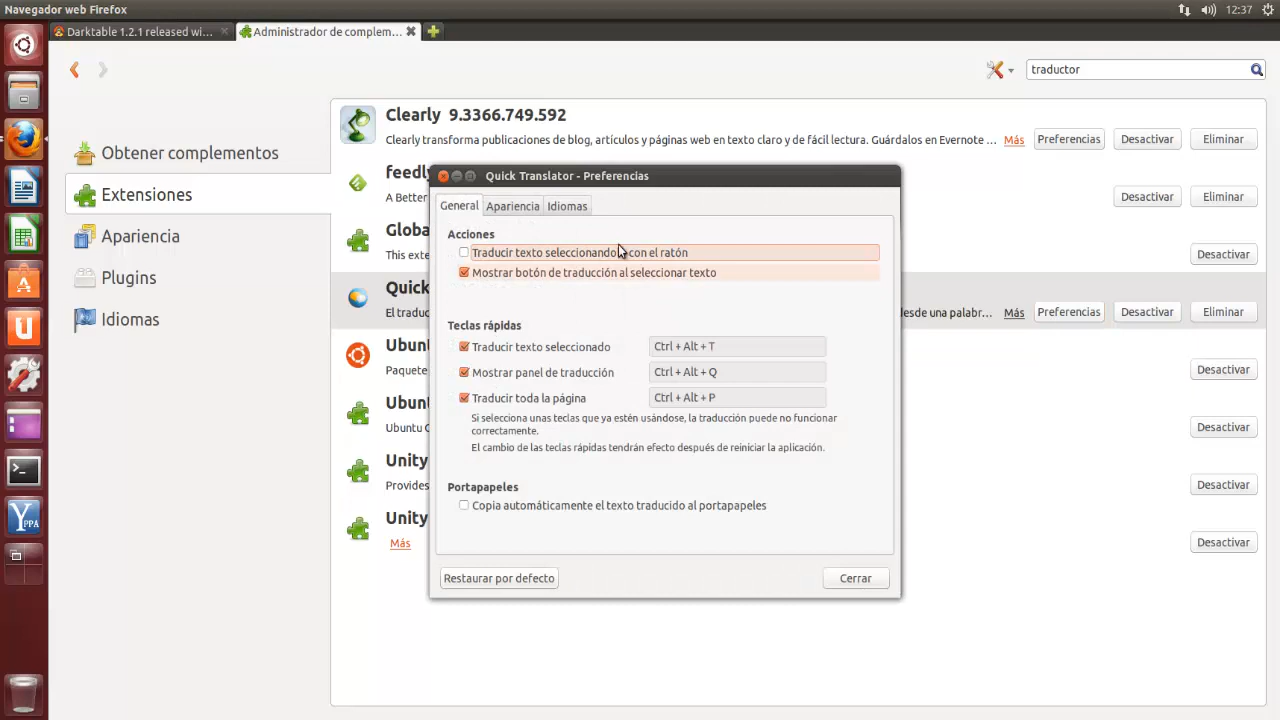 Navegador web Firefox
12:37
Darktable 1.2.1 released wi...
Administrador de complem...
traductor
Obtener complementos
Extensiones
Apariencia
Plugins
Idiomas
Clearly 9.3366.749.592
Clearly transforma publicaciones de blog, artículos y páginas web en texto claro y de fácil lectura. Guárdalos en Evernote ... Más
Preferencias
Desactivar
Eliminar
feedly
A Better
Desactivar
Eliminar
Globa
This exte
Desactivar
Quick
El traduc
desde una palabr... Más
Preferencias
Desactivar
Eliminar
Ubun
Paquete
Desactivar
Ubun
Ubuntu O
Desactivar
Unity
Provides
Desactivar
Unity
Más
Desactivar
Quick Translator - Preferencias
General
Apariencia
Idiomas
Acciones
Traducir texto seleccionando con el ratón
Mostrar botón de traducción al seleccionar texto
Teclas rápidas
Traducir texto seleccionado
Ctrl + Alt + T
Mostrar panel de traducción
Ctrl + Alt + Q
Traducir toda la página
Ctrl + Alt + P
Si selecciona unas teclas que ya estén usándose, la traducción puede no funcionar
correctamente.
El cambio de las teclas rápidas tendrán efecto después de reiniciar la aplicación.
Portapapeles
Copia automáticamente el texto traducido al portapapeles
Restaurar por defecto
Cerrar
PPA